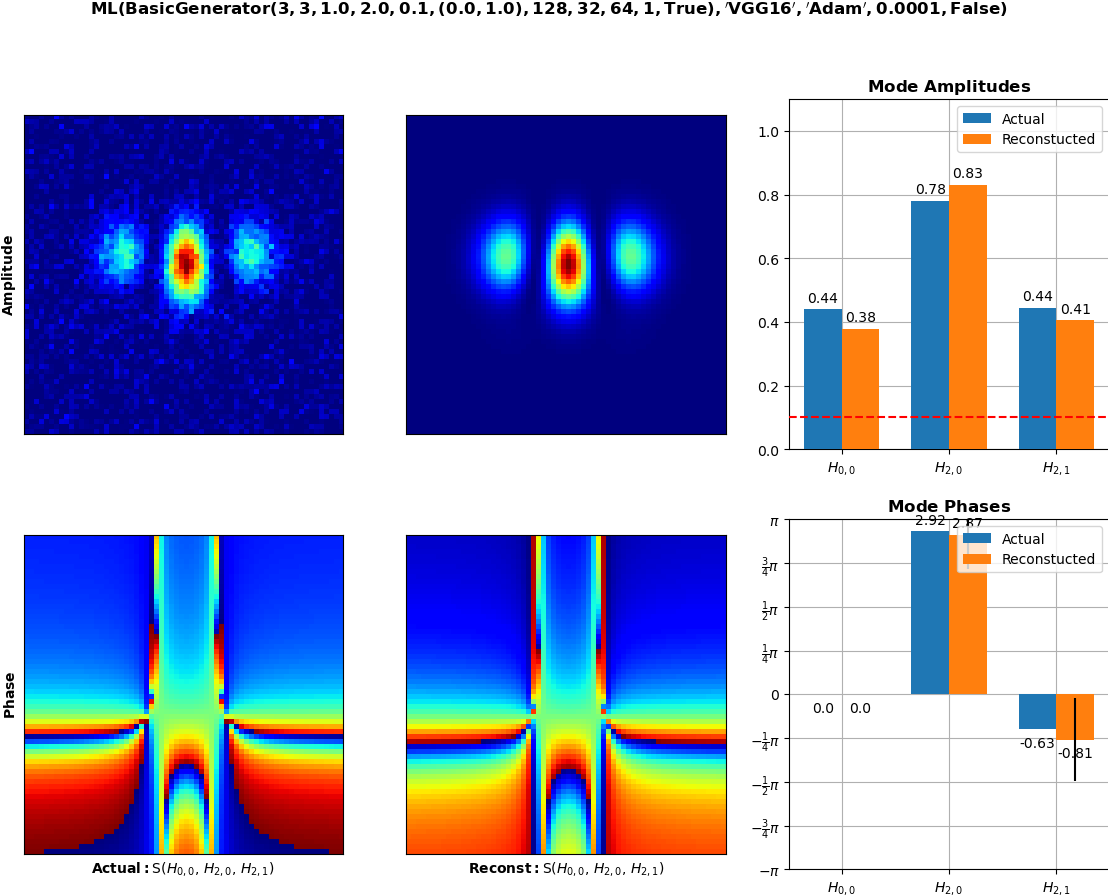 ML(BasicGenerator(3, 3, 1.0, 2.0, 0.1, (0.0, 1.0), 128, 32, 64, 1, True), ′VGG16′, ′Adam′, 0.0001, False)
Amplitude
Mode Amplitudes
Actual
Reconstucted
1.0
0.8
0.6
0.4
0.2
0.0
0.44
0.38
0.78
0.83
0.44
0.41
H0,0
H2,0
H2,1
Phase
Actual: S(H0,0, H2,0, H2,1)
Reconst: S(H0,0, H2,0, H2,1)
Mode Phases
Actual
Reconstucted
π
3/4π
1/2π
1/4π
0
−1/4π
−1/2π
−3/4π
−π
0.0
0.0
2.92
2.87
-0.63
-0.81
H0,0
H2,0
H2,1